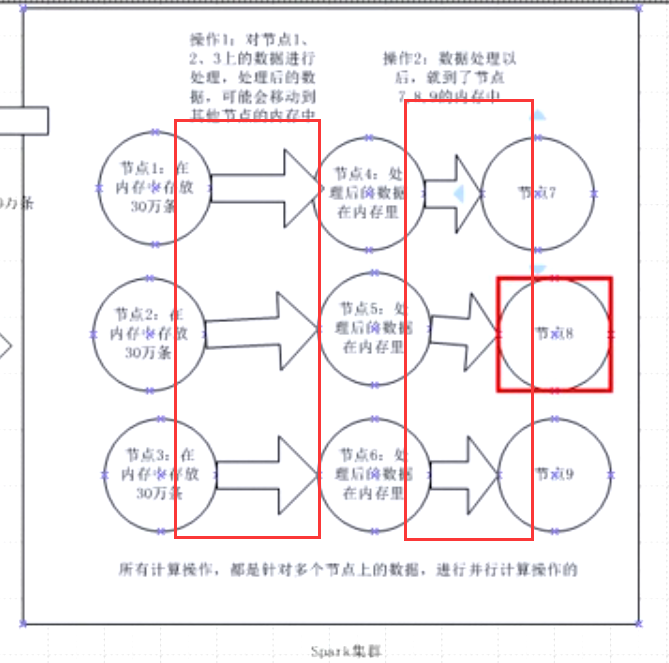 操作1：对节点1、
2、3上的数据进行
处理，处理后的数
据，可能会移动到
其他节点的内存中
操作2：数据处理以
后，就到了节点
7,8,9的内存中
节点1：在
内存中存放
30万条
节点4：处
理后的数据
在内存里
节点7
万条
节点2：在
内存中存放
30万条
节点5：处
理后的数据
在内存里
节点8
节点3：在
内存中存放
30万条
节点6：处
理后的数据
在内存里
节点9
所有计算操作，都是针对多个节点上的数据，进行并行计算操作的
Spark集群